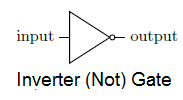 input output
Inverter (Not) Gate